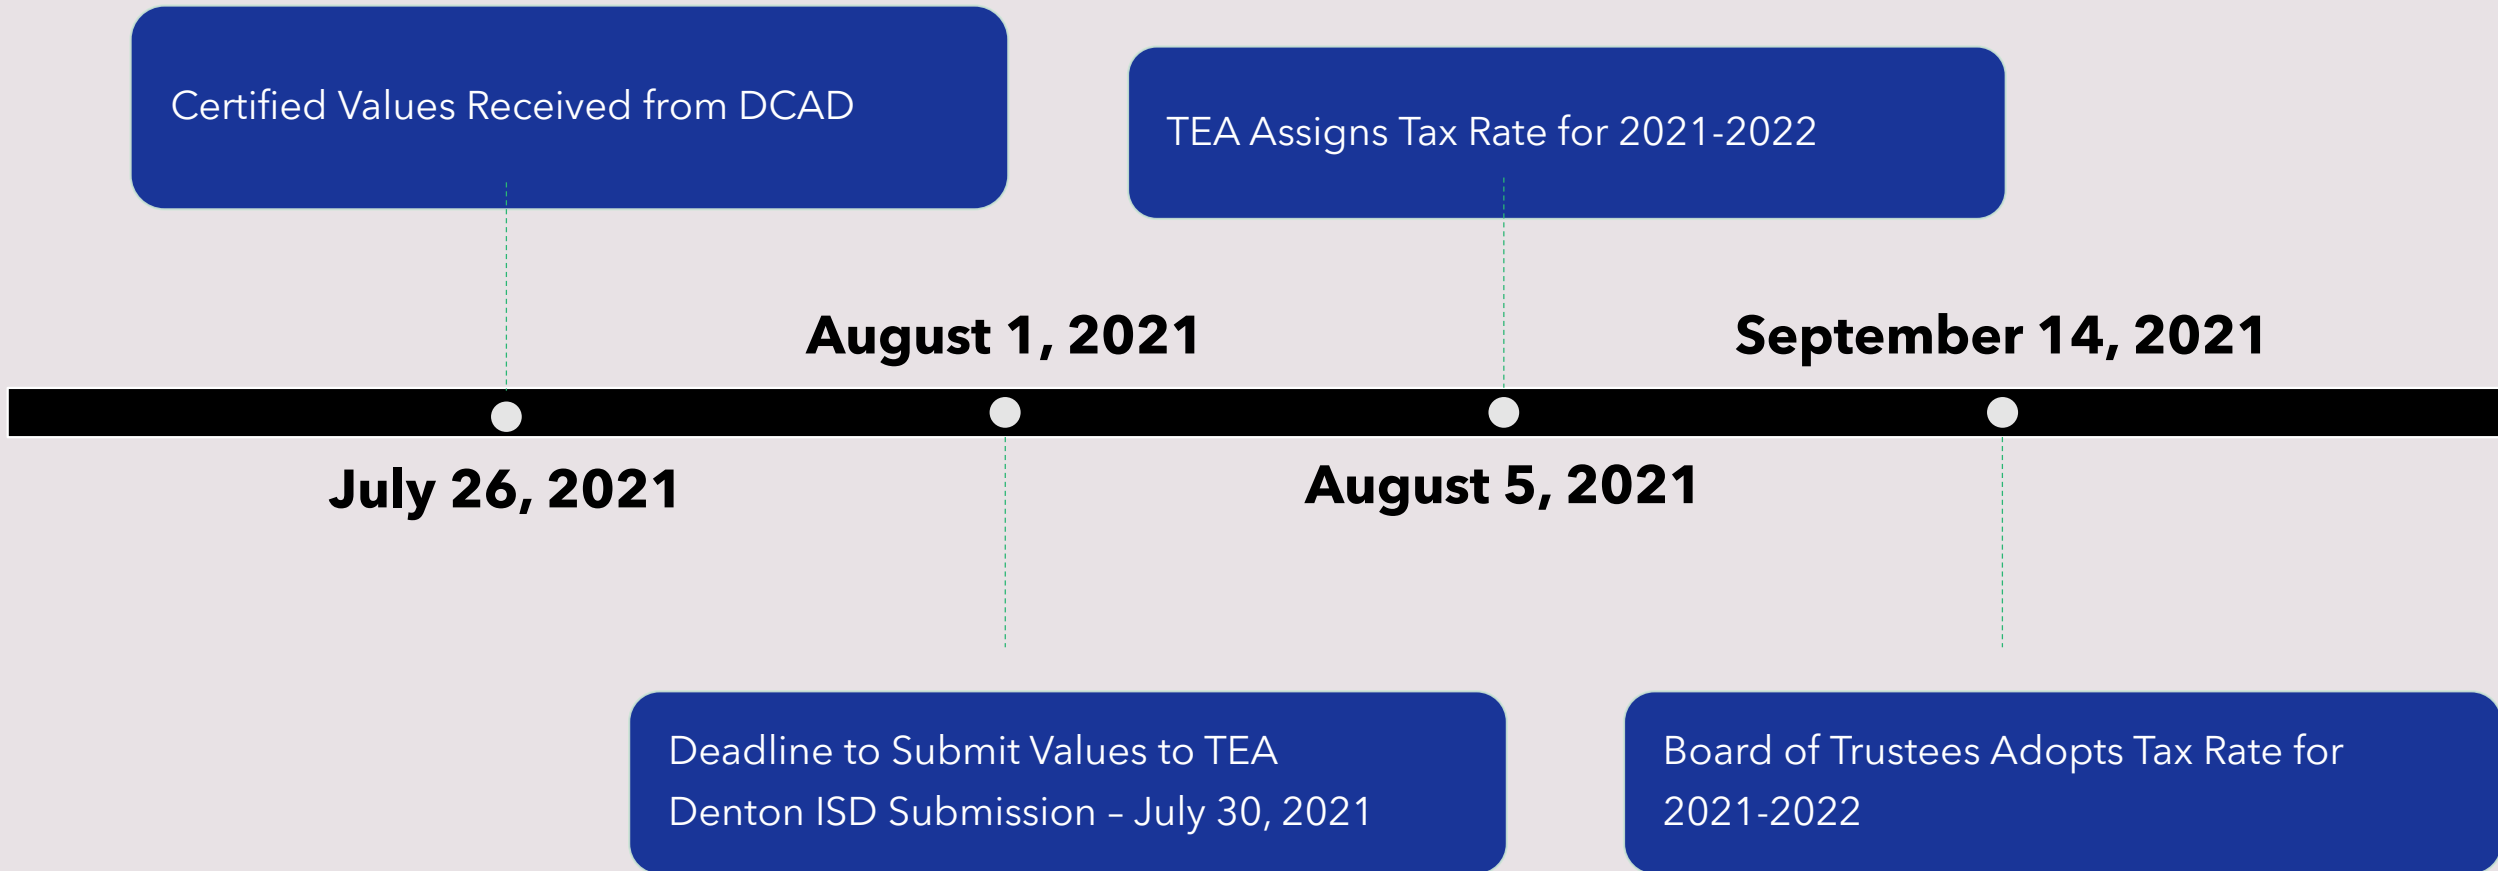 Certified Values Received from DCAD
TEA Assigns Tax Rate for 2021-2022
August 1, 2021
September 14, 2021
July 26, 2021
August 5, 2021
Deadline to Submit Values to TEA
Denton ISD Submission – July 30, 2021
Board of Trustees Adopts Tax Rate for
2021-2022